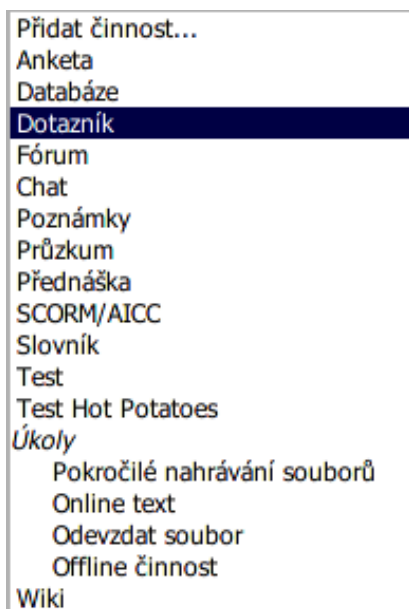 Přidat činnost...
Anketa
Databáze
Dotazník
Fórum
Chat
Poznámky
Průzkum
Přednáška
SCORM/AICC
Slovník
Test
Test Hot Potatoes
Úkoly
Pokročilé nahrávání souborů
Online text
Odevzdat soubor
Offline činnost
Wiki